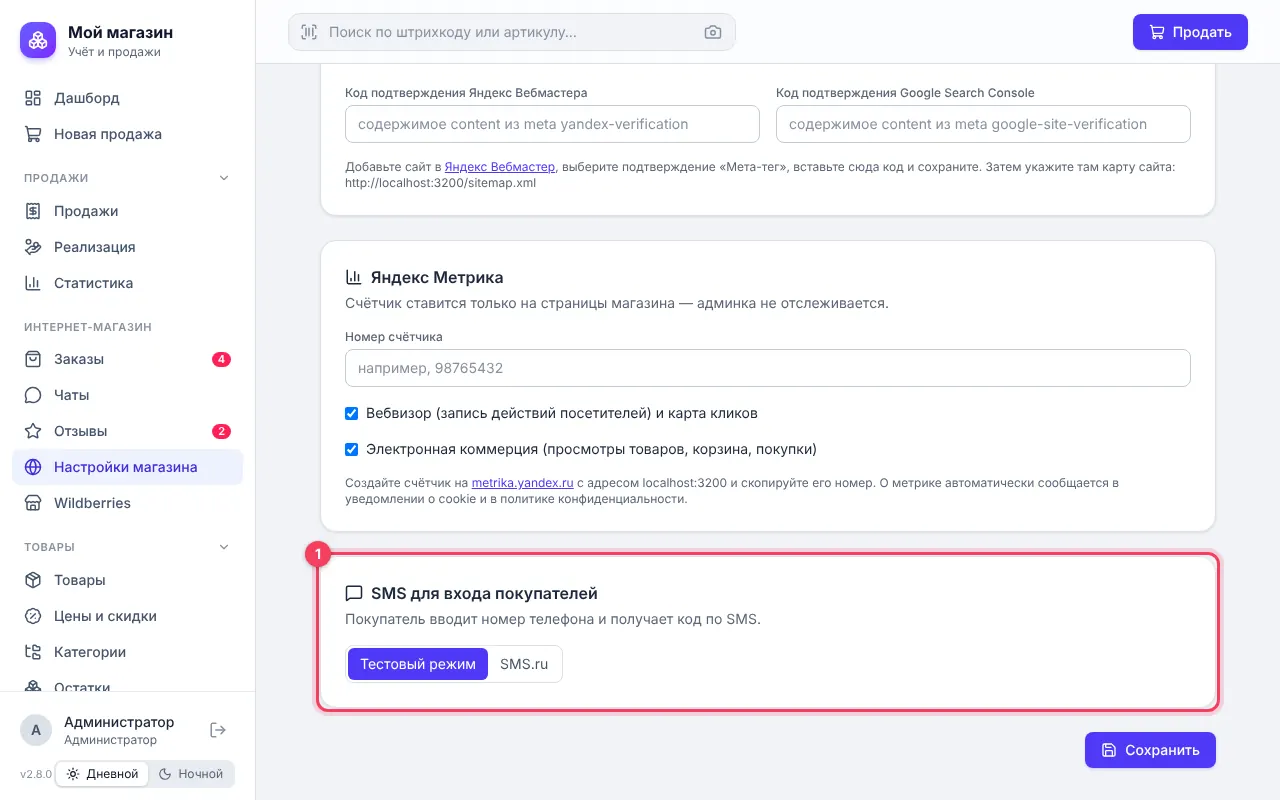 Мой магазин
Учёт и продажи
Поиск по штрихкоду или артикулу...
Продать
Дашборд
Новая продажа
ПРОДАЖИ
Продажи
Реализация
Статистика
ИНТЕРНЕТ-МАГАЗИН
Заказы 4
Чаты
Отзывы 2
Настройки магазина
Wildberries
ТОВАРЫ
Товары
Цены и скидки
Категории
Остатки
А Администратор
Администратор
v2.8.0 Дневной Ночной
Код подтверждения Яндекс Вебмастера
содержимое content из meta yandex-verification
Код подтверждения Google Search Console
содержимое content из meta google-site-verification
Добавьте сайт в Яндекс Вебмастер, выберите подтверждение «Мета-тег», вставьте сюда код и сохраните. Затем укажите там карту сайта:
http://localhost:3200/sitemap.xml
Яндекс Метрика
Счётчик ставится только на страницы магазина — админка не отслеживается.
Номер счётчика
например, 98765432
Вебвизор (запись действий посетителей) и карта кликов
Электронная коммерция (просмотры товаров, корзина, покупки)
Создайте счётчик на metrika.yandex.ru с адресом localhost:3200 и скопируйте его номер. О метрике автоматически сообщается в
уведомлении о cookie и в политике конфиденциальности.
1
SMS для входа покупателей
Покупатель вводит номер телефона и получает код по SMS.
Тестовый режим SMS.ru
Сохранить